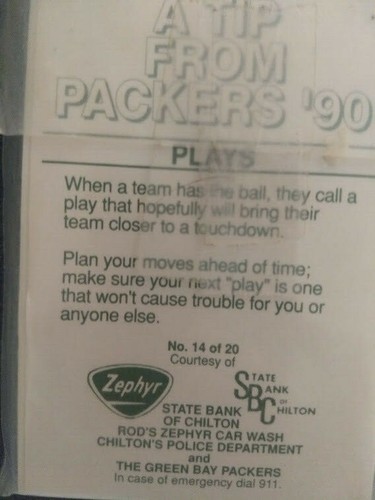 A TIP
FROM
PACKERS '90
PLAYS
When a team has the ball, they call a
play that hopefully will bring their
team closer to a touchdown.
Plan your moves ahead of time;
make sure your next "play" is one
that won't cause trouble for you or
anyone else.
No. 14 of 20
Courtesy of
Zephyr
STATE
BANK
OF
CHILTON
STATE BANK
OF CHILTON
ROD'S ZEPHYR CAR WASH
CHILTON'S POLICE DEPARTMENT
and
THE GREEN BAY PACKERS
In case of emergency dial 911.